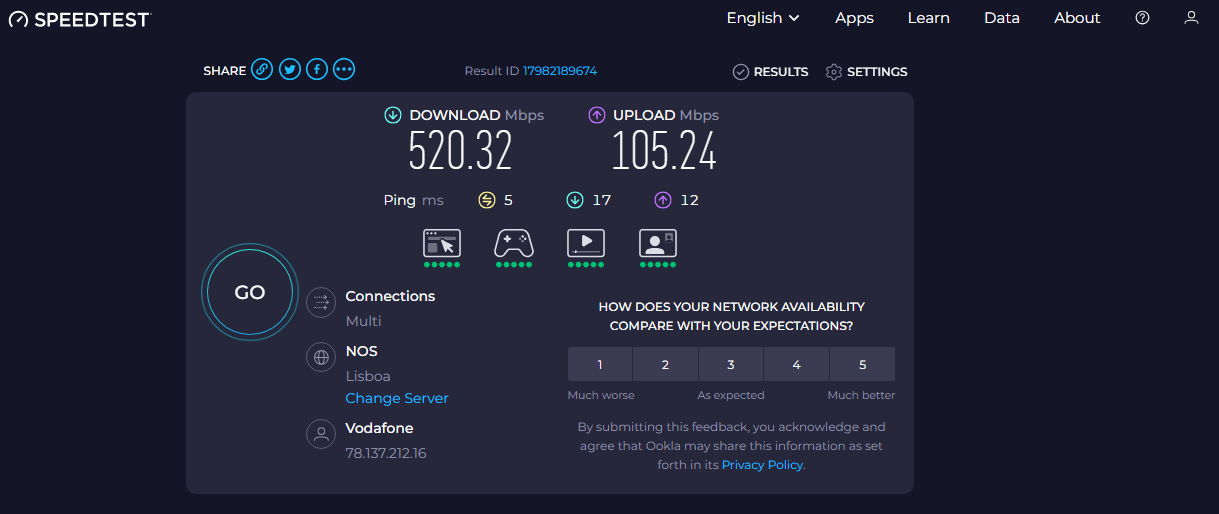 SPEEDTEST
English Apps Learn Data About
SHARE Result ID 17982189674 RESULTS SETTINGS
DOWNLOAD Mbps
520.32
UPLOAD Mbps
105.24
Ping ms 5 17 12
GO
Connections
Multi
NOS
Lisboa
Change Server
Vodafone
78.137.212.16
HOW DOES YOUR NETWORK AVAILABILITY
COMPARE WITH YOUR EXPECTATIONS?
1 2 3 4 5
Much worse As expected Much better
By submitting this feedback, you acknowledge and
agree that Ookla may share this information as set
forth in its Privacy Policy.